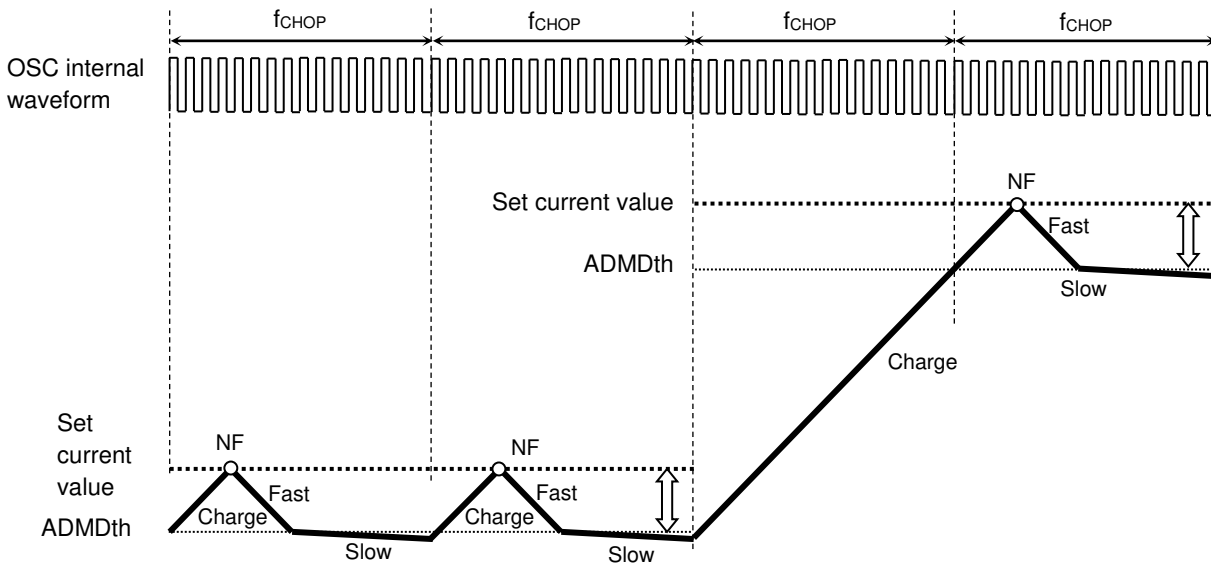 fCHOP
fCHOP
fCHOP
fCHOP
OSC internal
waveform
NF
Set current value
Fast
ADMDth
Slow
Charge
Set
current
value
NF
NF
Fast
Fast
Charge
Charge
ADMDth
Slow
Slow